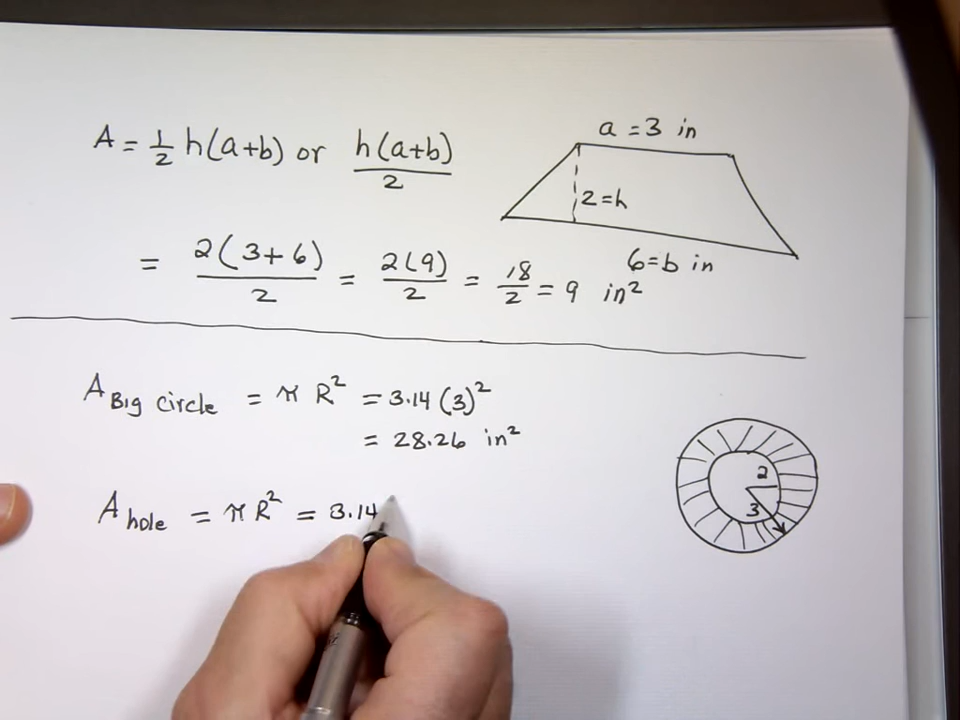 a = 3 in
A = 1/2 h(a+b) or h(a+b)/2
2=h
= 2(3+6)/2 = 2(9)/2 = 18/2 = 9 in²
6=b in
A Big circle = π R² = 3.14 (3)²
= 28.26 in²
2
3
A hole = π R² = 3.14